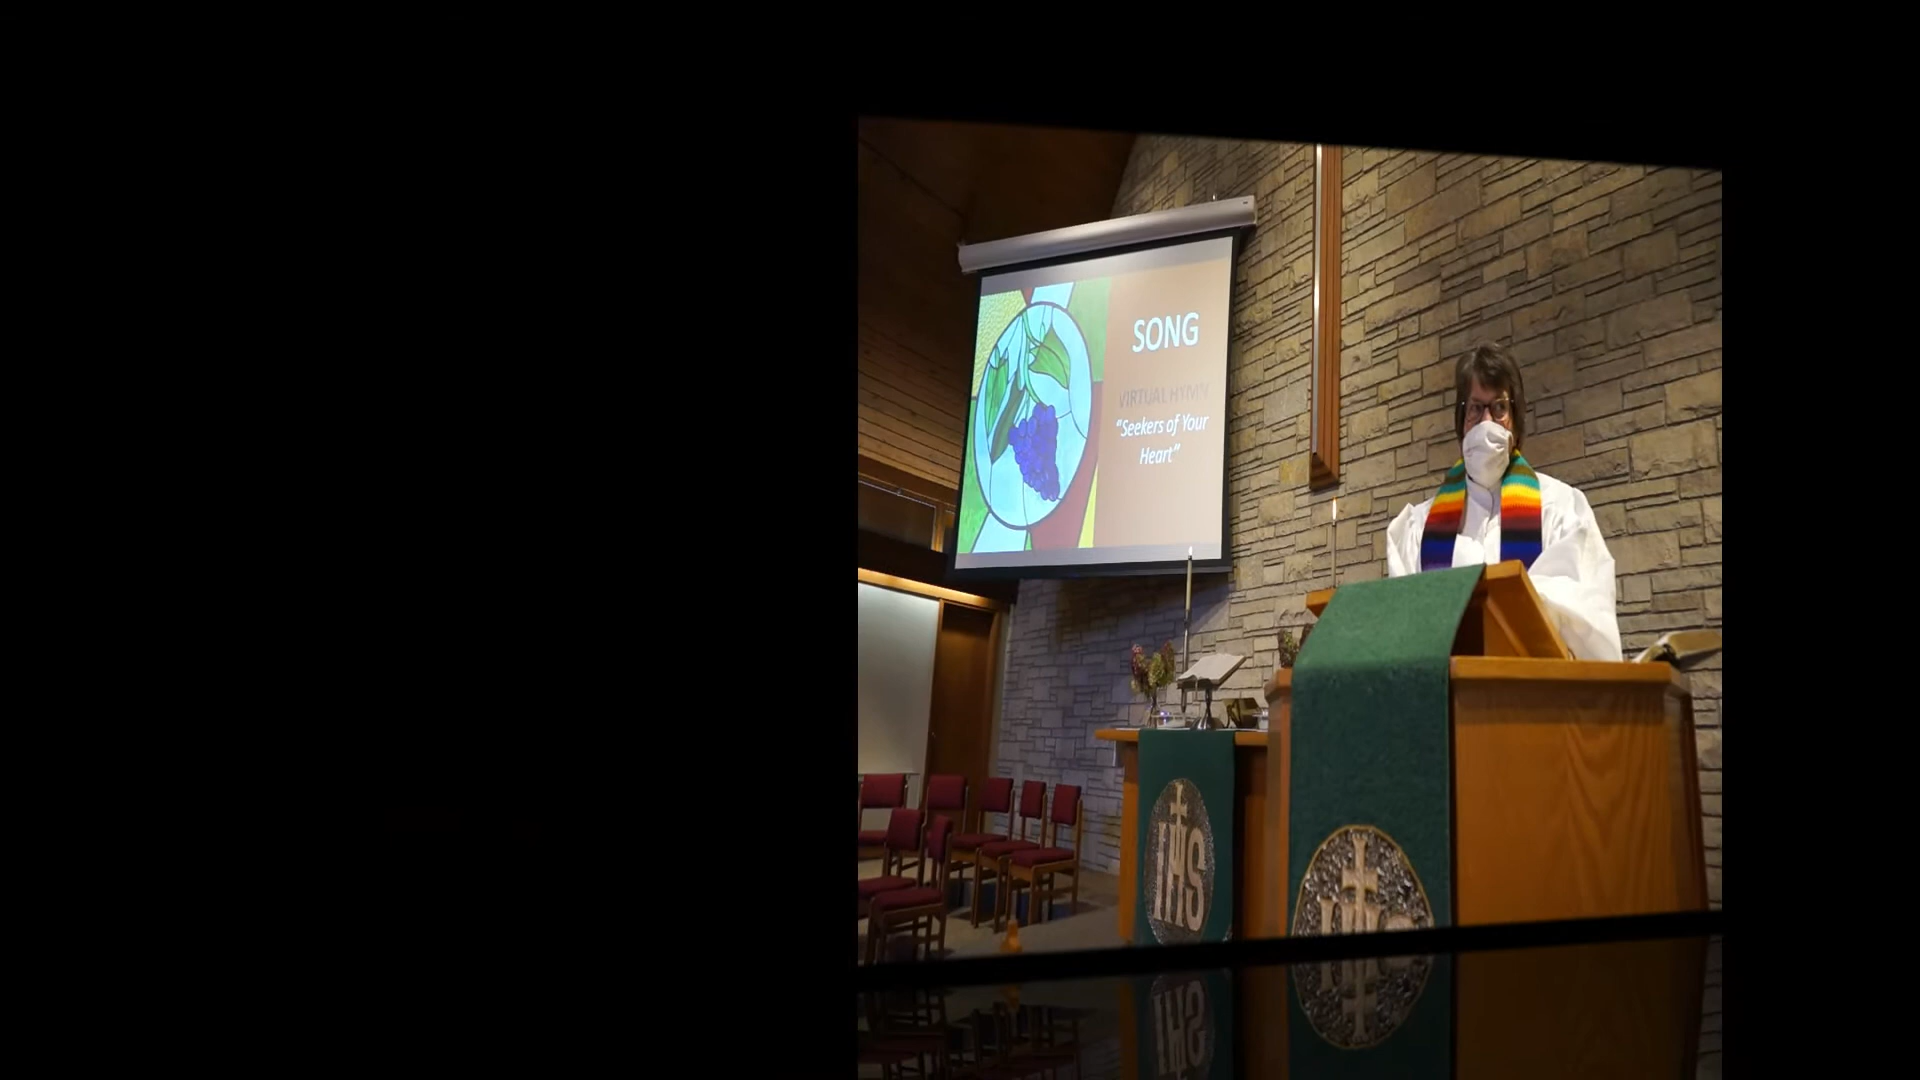 SONG
VIRTUAL HYMN
"Seekers of Your
Heart"
IHS
IHS